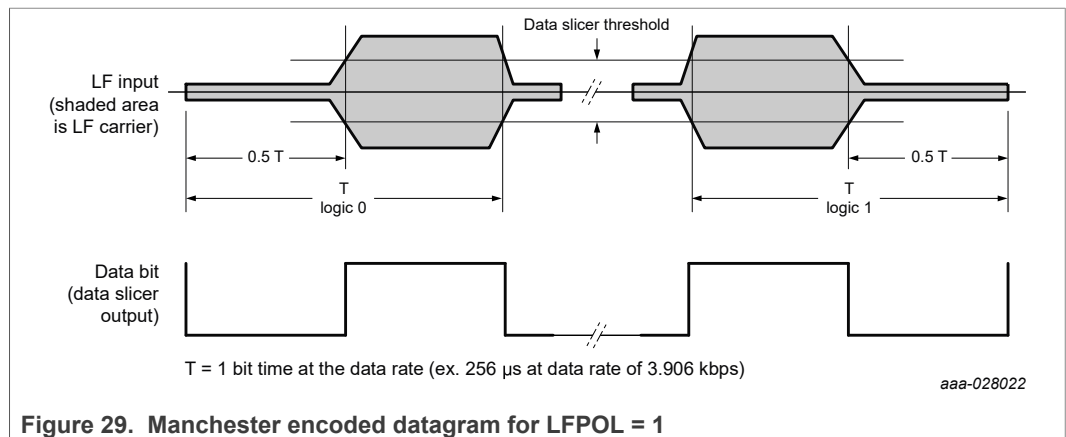 Data slicer threshold
LF input
(shaded area
is LF carrier)
0.5 T
0.5 T
T
logic 0
T
logic 1
Data bit
(data slicer
output)
T = 1 bit time at the data rate (ex. 256 µs at data rate of 3.906 kbps)
aaa-028022
Figure 29. Manchester encoded datagram for LFPOL = 1